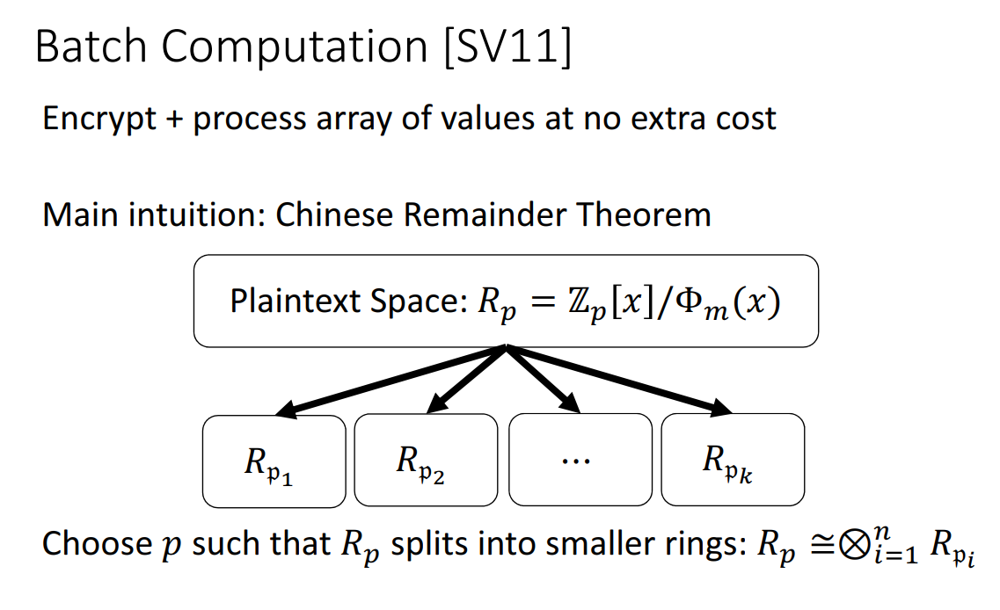 Batch Computation [SV11]
Encrypt + process array of values at no extra cost
Main intuition: Chinese Remainder Theorem
Plaintext Space: $R_p = \mathbb{Z}_p[x]/\Phi_m(x)$
$R_{\mathfrak{p}_1}$ $R_{\mathfrak{p}_2}$ ⋯ $R_{\mathfrak{p}_k}$
Choose $p$ such that $R_p$ splits into smaller rings: $R_p \cong \otimes_{i=1}^{n} R_{\mathfrak{p}_i}$